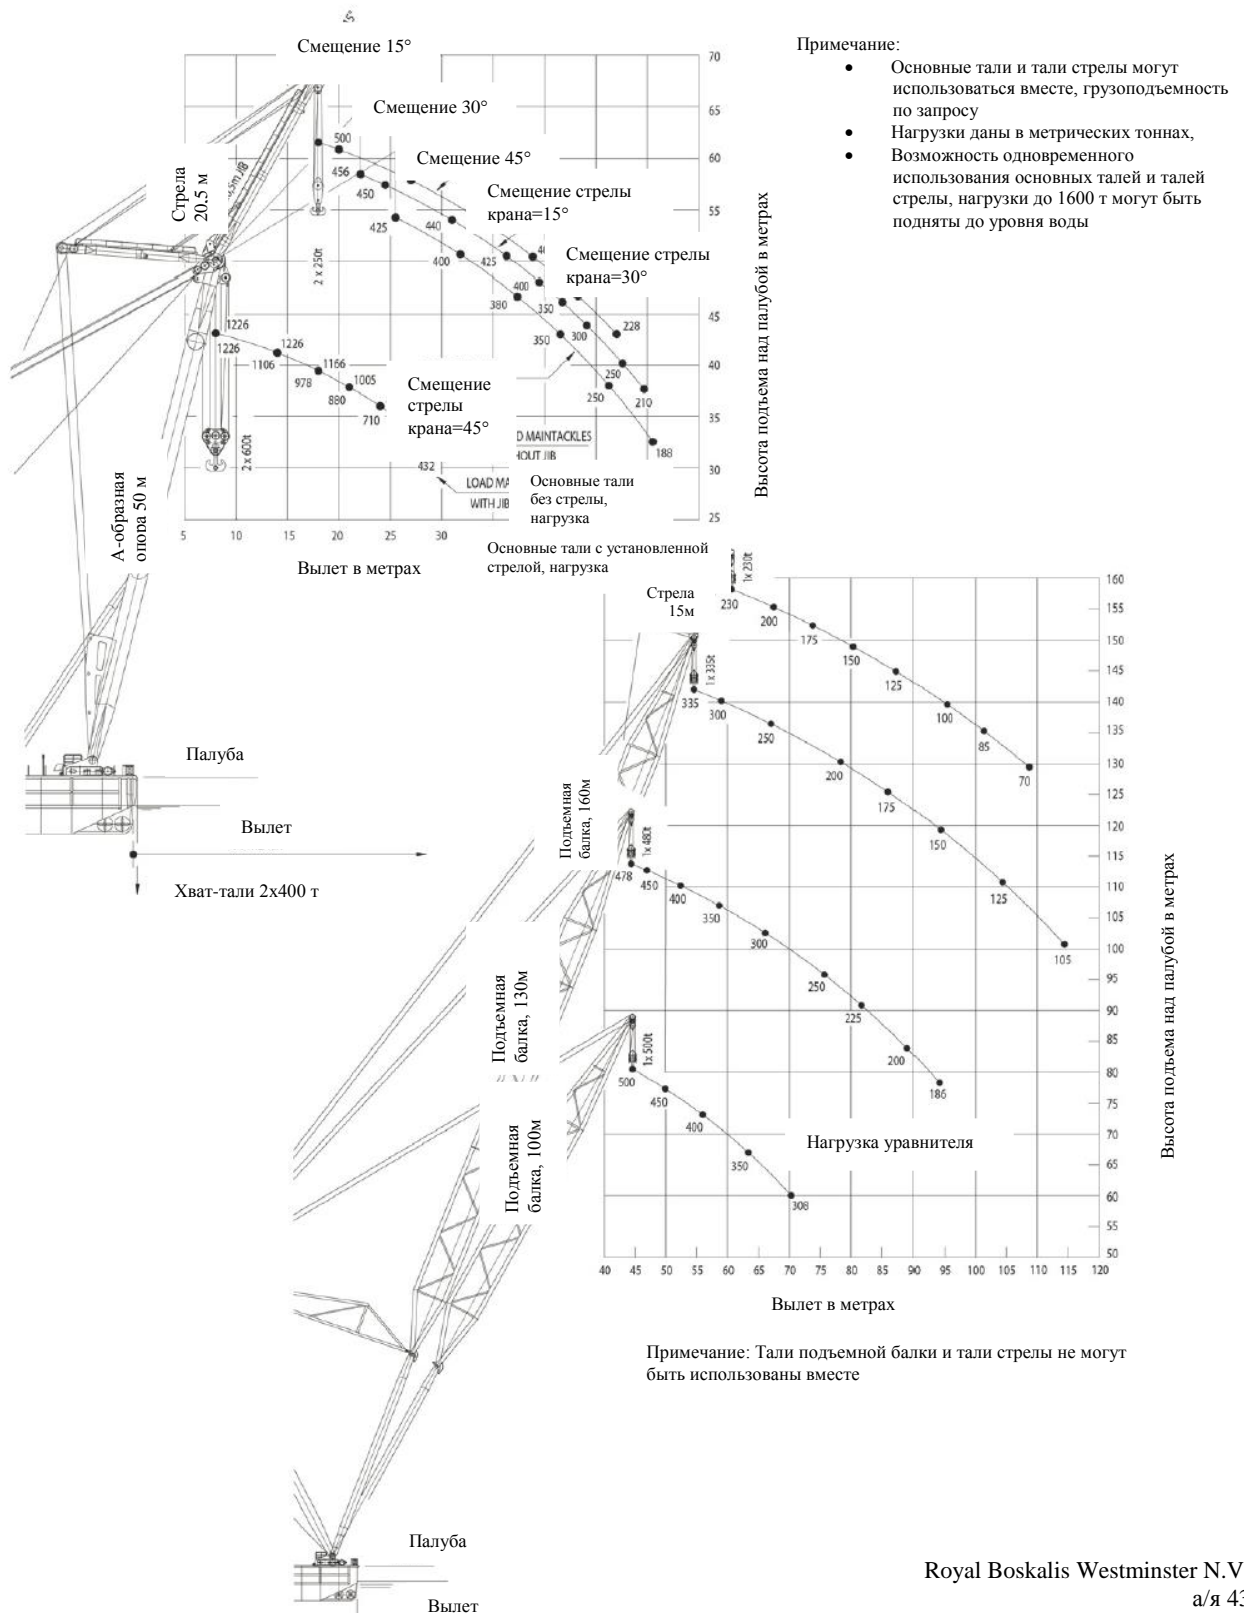 Смещение 15°
Смещение 30°
Смещение 45°
Смещение стрелы
крана=15°
Смещение стрелы
крана=30°
Смещение
стрелы
крана=45°
Стрела
20.5 м
А-образная
опора 50 м
2 x 250t
2 x 600t
500
456
450
425
440
425
400
400
380
350
350
300
250
250
228
210
188
1226
1226
1226
1106
1166
978
1005
880
710
432
D MAINTACKLES
HOUT JIB
LOAD MA
WITH JIB
Основные тали
без стрелы,
нагрузка
Основные тали с установленной
стрелой, нагрузка
70
65
60
55
45
40
35
30
25
Высота подъема над палубой в метрах
5 10 15 20 25 30
Вылет в метрах
Примечание:
● Основные тали и тали стрелы могут
использоваться вместе, грузоподъемность
по запросу
● Нагрузки даны в метрических тоннах,
● Возможность одновременного
использования основных талей и талей
стрелы, нагрузки до 1600 т могут быть
подняты до уровня воды
Палуба
Вылет
Хват-тали 2х400 т
Стрела
15м
Подъемная
балка, 160м
Подъемная
балка, 130м
Подъемная
балка, 100м
1x 230t
230
200
175
150
125
100
85
70
1x 335t
335
300
250
200
175
150
125
105
1x 480t
478
450
400
350
300
250
225
200
186
1x 500t
500
450
400
350
308
Нагрузка уравнителя
160
155
150
145
140
135
130
125
120
115
110
105
100
95
90
85
80
75
70
65
60
55
50
Высота подъема над палубой в метрах
40 45 50 55 60 65 70 75 80 85 90 95 100 105 110 115 120
Вылет в метрах
Примечание: Тали подъемной балки и тали стрелы не могут
быть использованы вместе
Палуба
Вылет
Royal Boskalis Westminster N.V
а/я 43